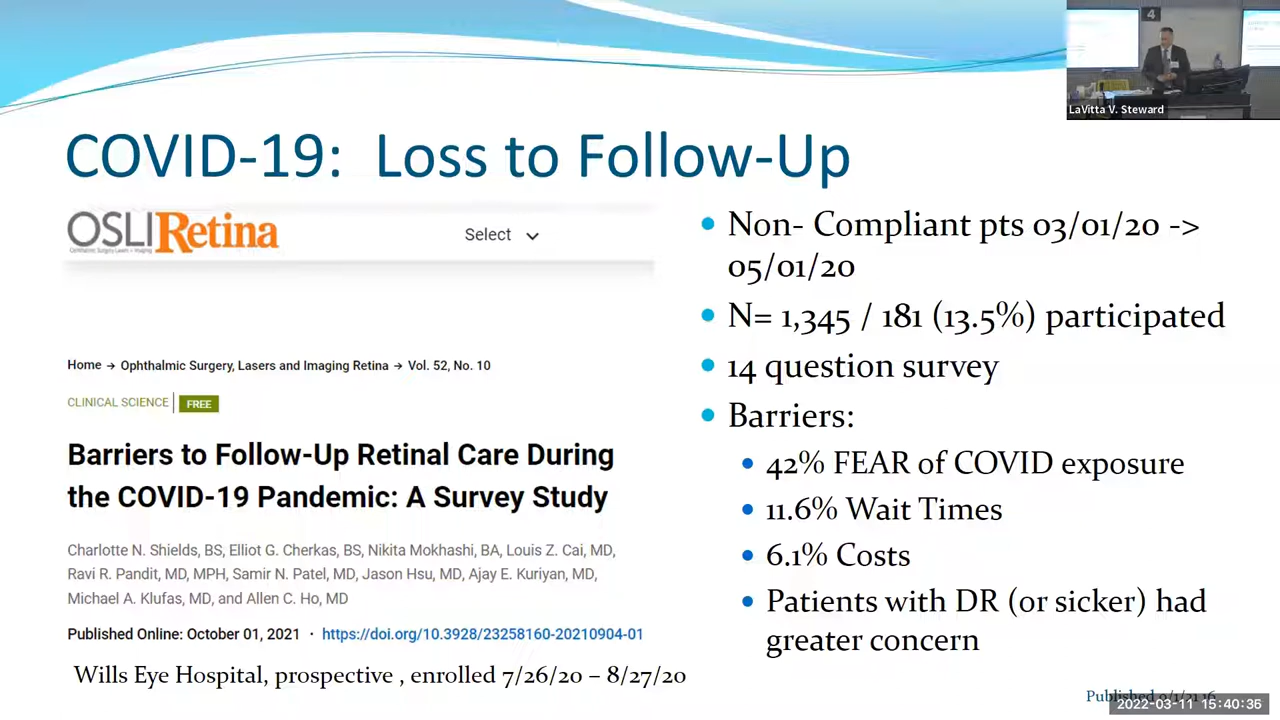 4
LaVitta V. Steward
COVID-19: Loss to Follow-Up
OSLIRetina
Select
Home → Ophthalmic Surgery, Lasers and Imaging Retina → Vol. 52, No. 10
CLINICAL SCIENCE | FREE
Barriers to Follow-Up Retinal Care During
the COVID-19 Pandemic: A Survey Study
Charlotte N. Shields, BS, Elliot G. Cherkas, BS, Nikita Mokhashi, BA, Louis Z. Cai, MD,
Ravi R. Pandit, MD, MPH, Samir N. Patel, MD, Jason Hsu, MD, Ajay E. Kuriyan, MD,
Michael A. Klufas, MD, and Allen C. Ho, MD
Published Online: October 01, 2021 · https://doi.org/10.3928/23258160-20210904-01
Wills Eye Hospital, prospective , enrolled 7/26/20 – 8/27/20
• Non- Compliant pts 03/01/20 ->
05/01/20
• N= 1,345 / 181 (13.5%) participated
• 14 question survey
• Barriers:
• 42% FEAR of COVID exposure
• 11.6% Wait Times
• 6.1% Costs
• Patients with DR (or sicker) had
greater concern
2022-03-11 15:40:36